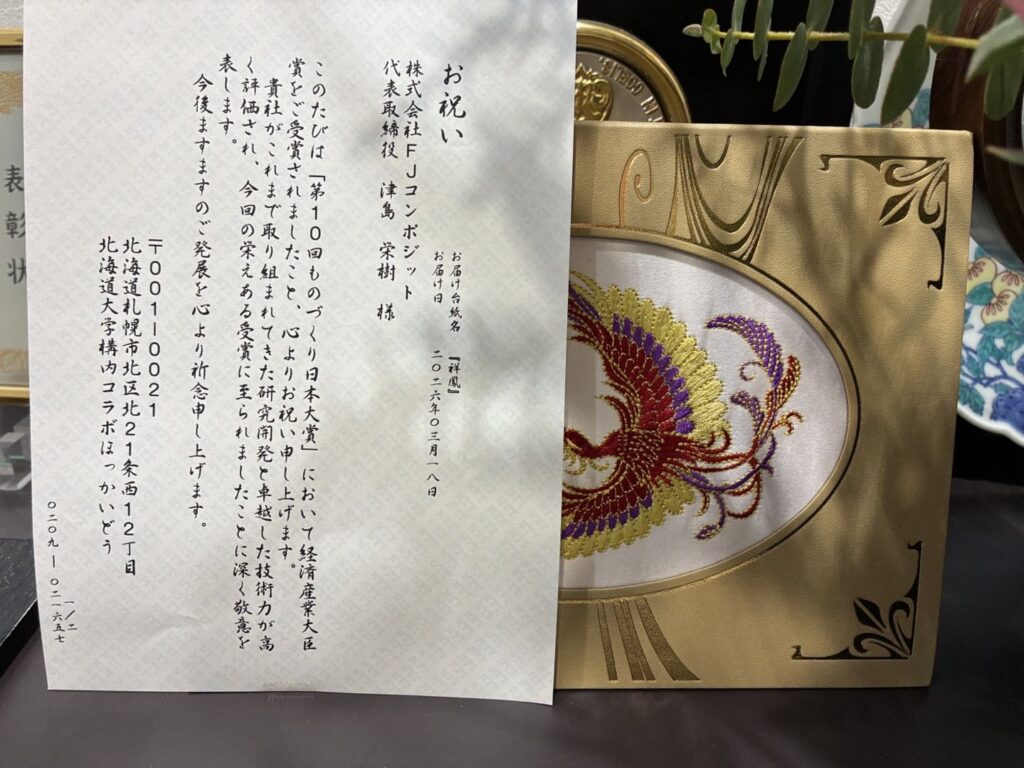 お祝い
お届け台紙名 『祥鳳』
お届け日 二〇二六年〇三月一八日
株式会社FJコンポジット
代表取締役 津島 栄樹 様
このたびは「第10回ものづくり日本大賞」において経済産業大臣
賞をご受賞されましたこと、心よりお祝い申し上げます。
貴社がこれまで取り組まれてきた研究開発と卓越した技術力が高
く評価され、今回の栄えある受賞に至られましたことに深く敬意を
表します。
今後ますますのご発展を心より祈念申し上げます。
〒001-0021
北海道札幌市北区北21条西12丁目
北海道大学構内コラボほっかいどう
一/二
〇二〇九-〇二一六五七
表彰状